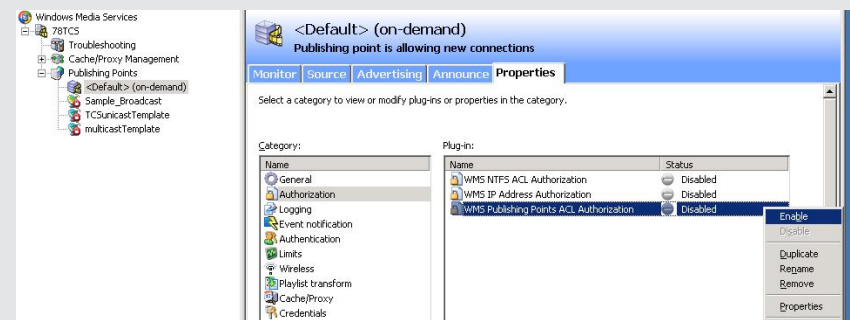 Windows Media Services
78TCS
Troubleshooting
Cache/Proxy Management
Publishing Points
<Default> (on-demand)
Sample_Broadcast
TCSunicastTemplate
multicastTemplate
<Default> (on-demand)
Publishing point is allowing new connections
Monitor Source Advertising Announce Properties
Select a category to view or modify plug-ins or properties in the category.
Category:
Name
General
Authorization
Logging
Event notification
Authentication
Limits
Wireless
Playlist transform
Cache/Proxy
Credentials
Plug-in:
Name Status
WMS NTFS ACL Authorization Disabled
WMS IP Address Authorization Disabled
WMS Publishing Points ACL Authorization Disabled
Enable
Disable
Duplicate
Rename
Remove
Properties